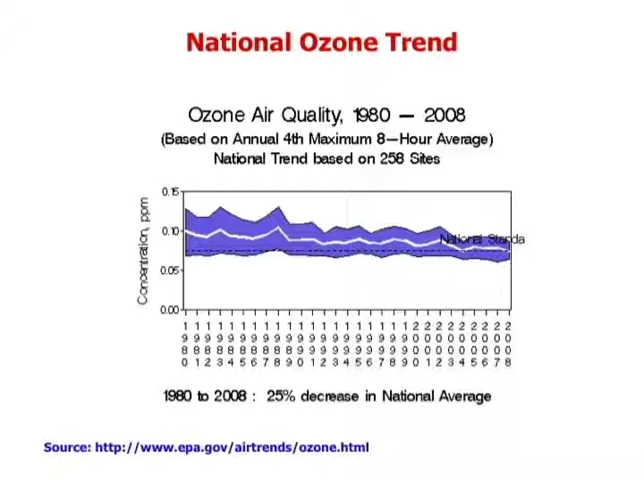 National Ozone Trend
Ozone Air Quality, 1980 — 2008
(Based on Annual 4th Maximum 8—Hour Average)
National Trend based on 258 Sites
Concentration, ppm
0.15
0.10
0.05
0.00
National Standa
1980 1981 1982 1983 1984 1985 1986 1987 1988 1989 1990 1991 1992 1993 1994 1995 1996 1997 1998 1999 2000 2001 2002 2003 2004 2005 2006 2007 2008
1980 to 2008 : 25% decrease in National Average
Source: http://www.epa.gov/airtrends/ozone.html